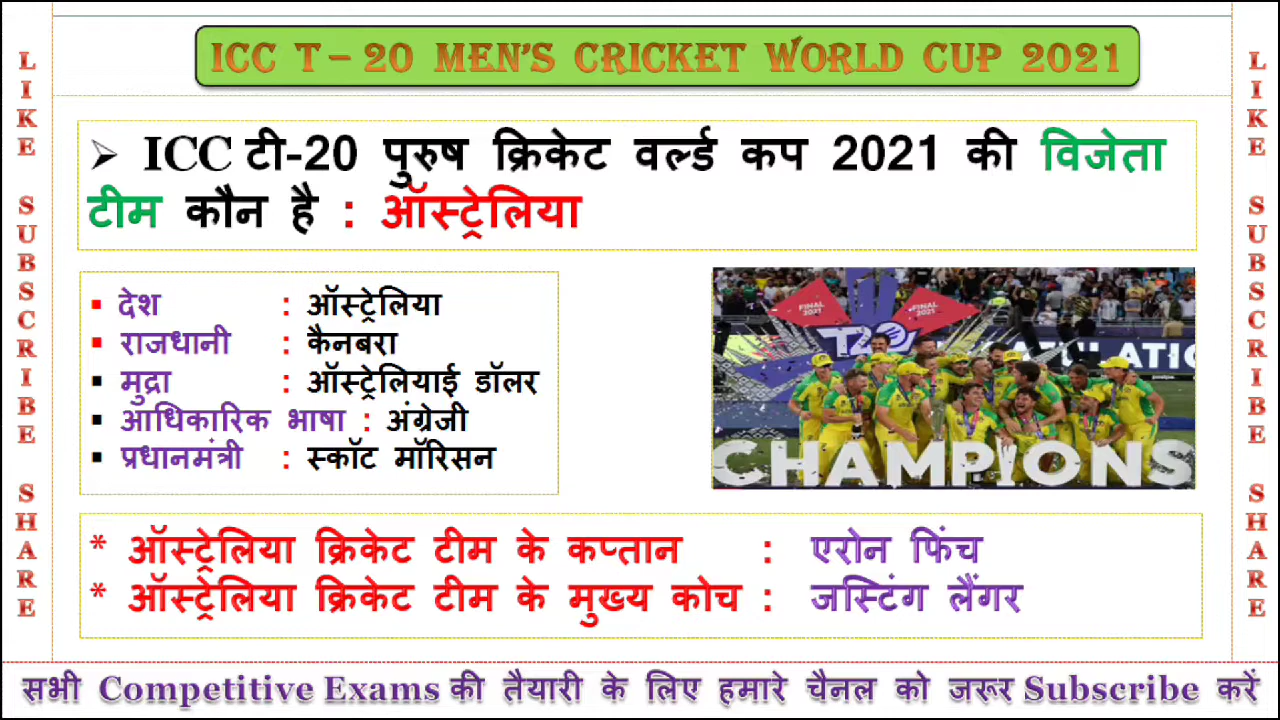 ICC T – 20 MEN'S CRICKET WORLD CUP 2021
➢ ICC टी-20 पुरुष क्रिकेट वर्ल्ड कप 2021 की विजेता
टीम कौन है : ऑस्ट्रेलिया
▪ देश : ऑस्ट्रेलिया
▪ राजधानी : कैनबरा
▪ मुद्रा : ऑस्ट्रेलियाई डॉलर
▪ आधिकारिक भाषा : अंग्रेजी
▪ प्रधानमंत्री : स्कॉट मॉरिसन
FINAL 2021
FINAL 2021
T20
ULATIO
CHAMPIONS
* ऑस्ट्रेलिया क्रिकेट टीम के कप्तान : एरोन फिंच
* ऑस्ट्रेलिया क्रिकेट टीम के मुख्य कोच : जस्टिंग लैंगर
LIKE SUBSCRIBE SHARE
LIKE SUBSCRIBE SHARE
सभी Competitive Exams की तैयारी के लिए हमारे चैनल को जरूर Subscribe करें